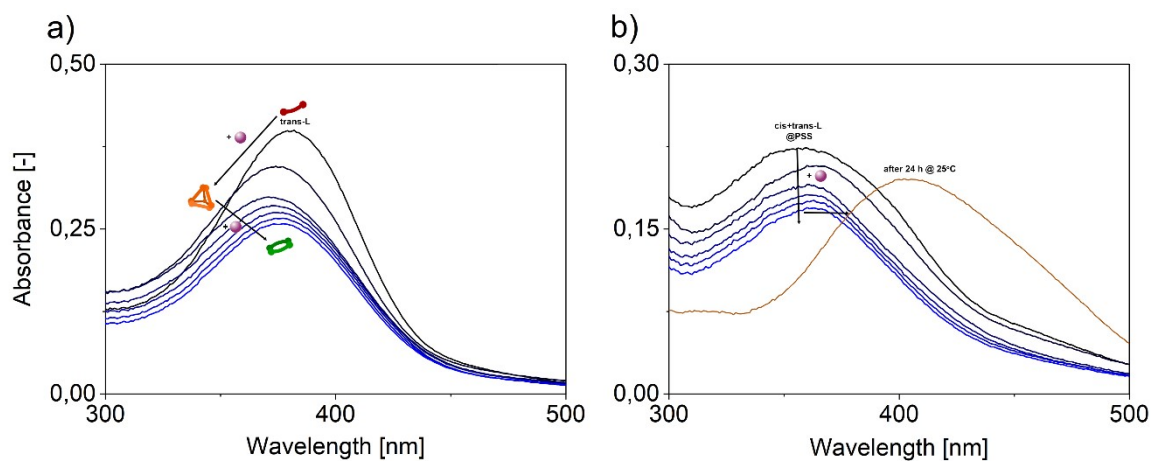 a)
b)
0,50
0,25
0,00
Absorbance [-]
trans-L
+
+
300
400
500
Wavelength [nm]
0,30
0,15
0,00
cis+trans-L
@PSS
+
after 24 h @ 25°C
300
400
500
Wavelength [nm]